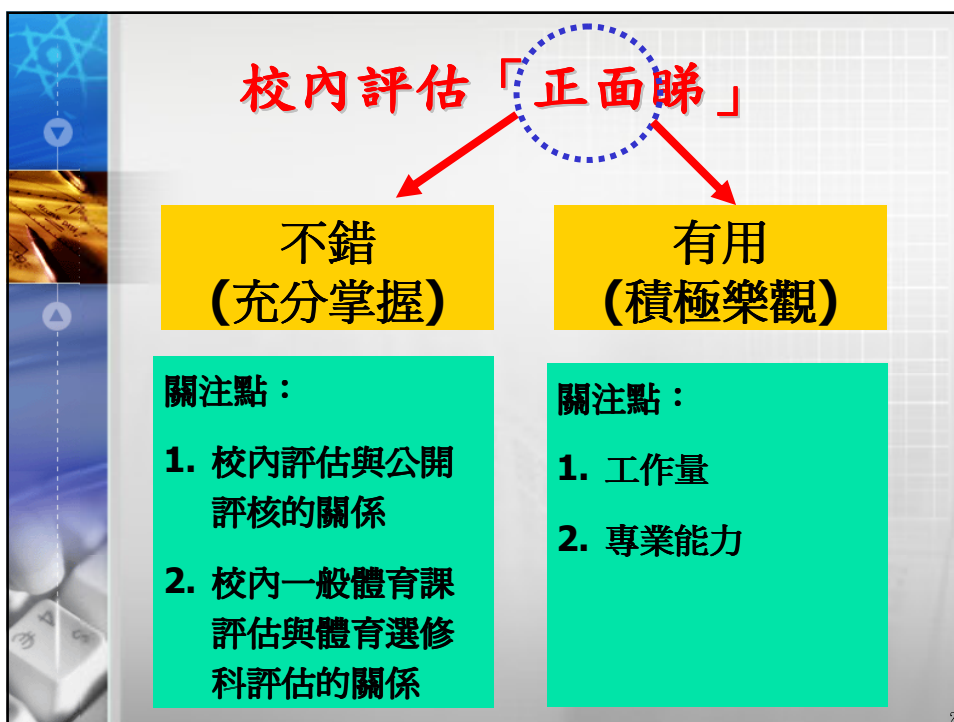 校內評估「正面睇」
不錯
(充分掌握)
有用
(積極樂觀)
關注點：
1. 校內評估與公開
評核的關係
2. 校內一般體育課
評估與體育選修
科評估的關係
關注點：
1. 工作量
2. 專業能力